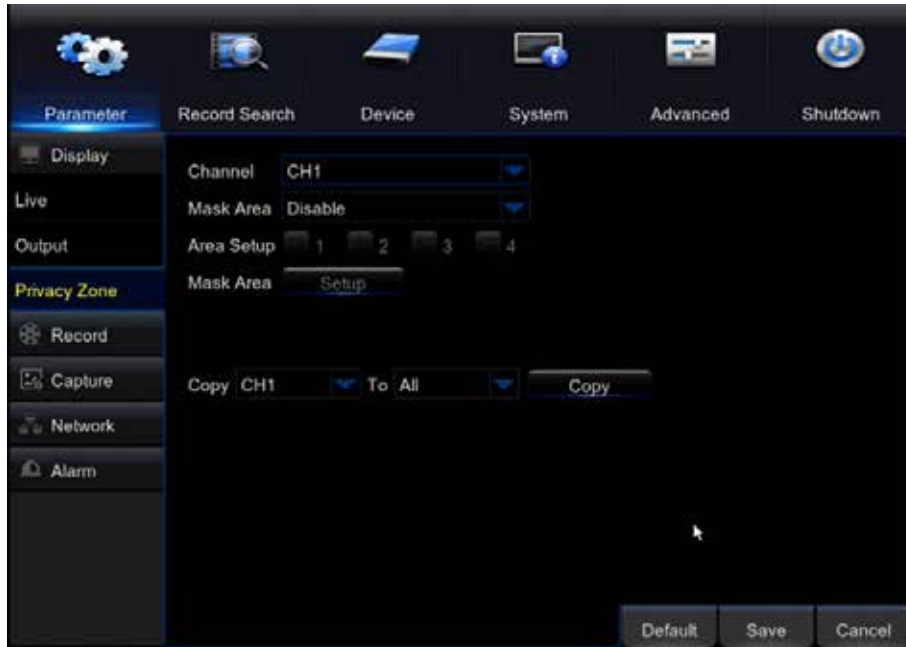 Parameter Record Search Device System Advanced Shutdown
Display
Live
Output
Privacy Zone
Record
Capture
Network
Alarm
Channel CH1
Mask Area Disable
Area Setup 1 2 3 4
Mask Area Setup
Copy CH1 To All Copy
Default Save Cancel